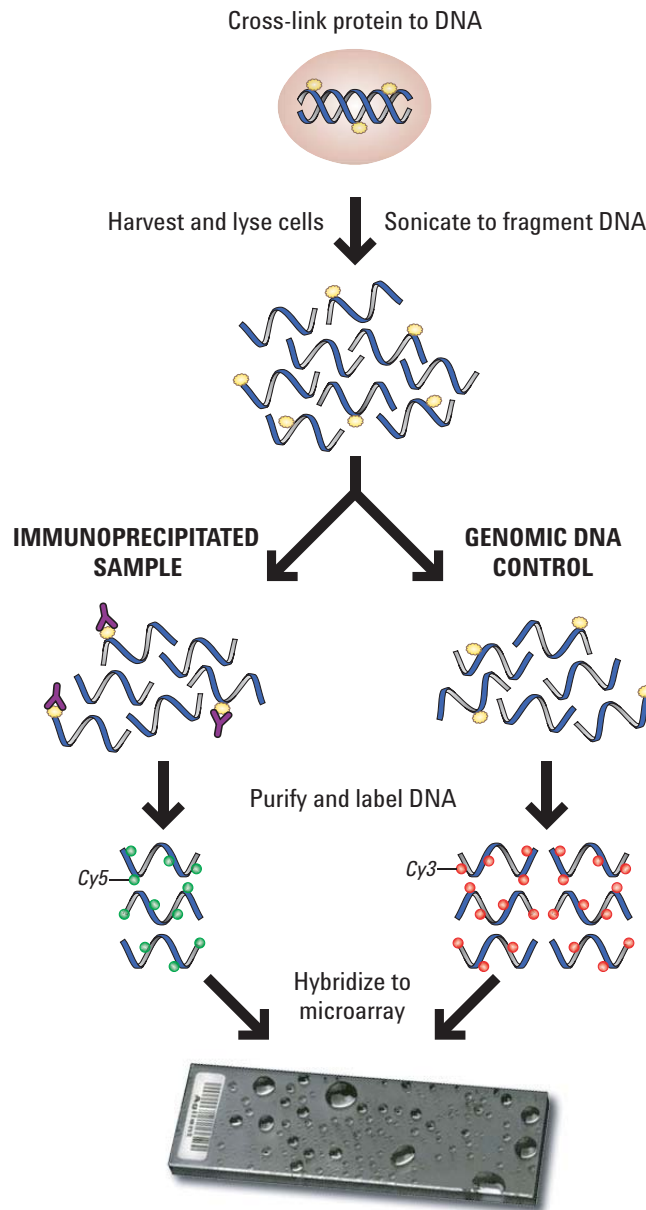 Cross-link protein to DNA
Harvest and lyse cells
Sonicate to fragment DNA
IMMUNOPRECIPITATED
SAMPLE
GENOMIC DNA
CONTROL
Purify and label DNA
Cy5
Cy3
Hybridize to
microarray
Agilent